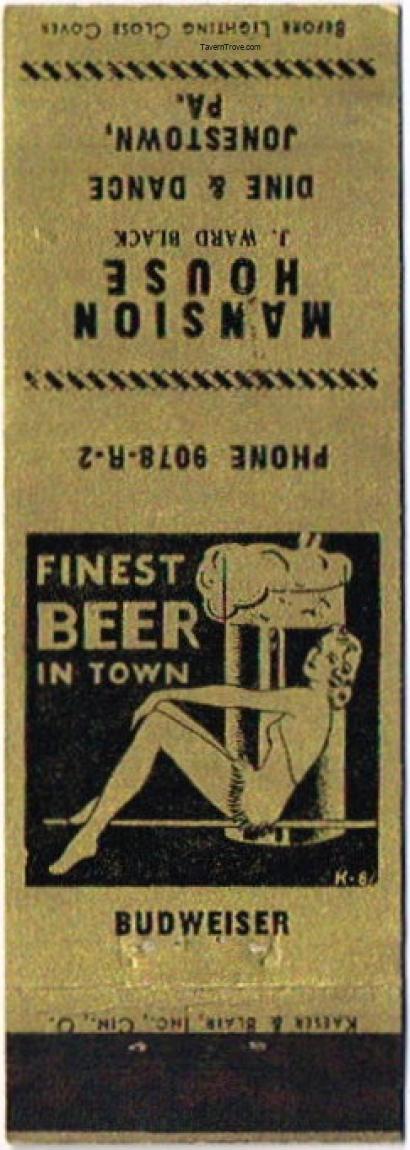 BEFORE LIGHTING CLOSE COVER
TavernTrove.com
MANSION
HOUSE
J. WARD BLACK
DINE & DANCE
JONESTOWN,
PA.
PHONE 9078-R-2
FINEST
BEER
IN TOWN
BUDWEISER
KAESER & BLAIR, INC., CIN., O.